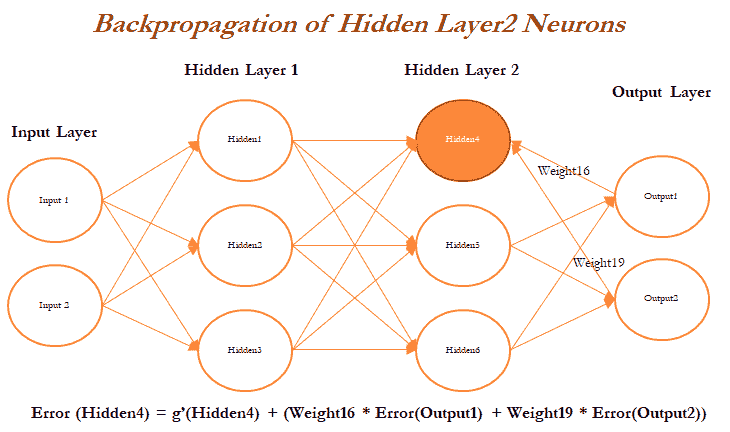 Backpropagation of Hidden Layer2 Neurons
Hidden Layer 1
Hidden Layer 2
Output Layer
Input Layer
Hidden1
Hidden4
Weight16
Input 1
Output1
Hidden2
Hidden5
Weight19
Input 2
Output2
Hidden3
Hidden6
Error (Hidden4) = g'(Hidden4) + (Weight16 * Error(Output1) + Weight19 * Error(Output2))